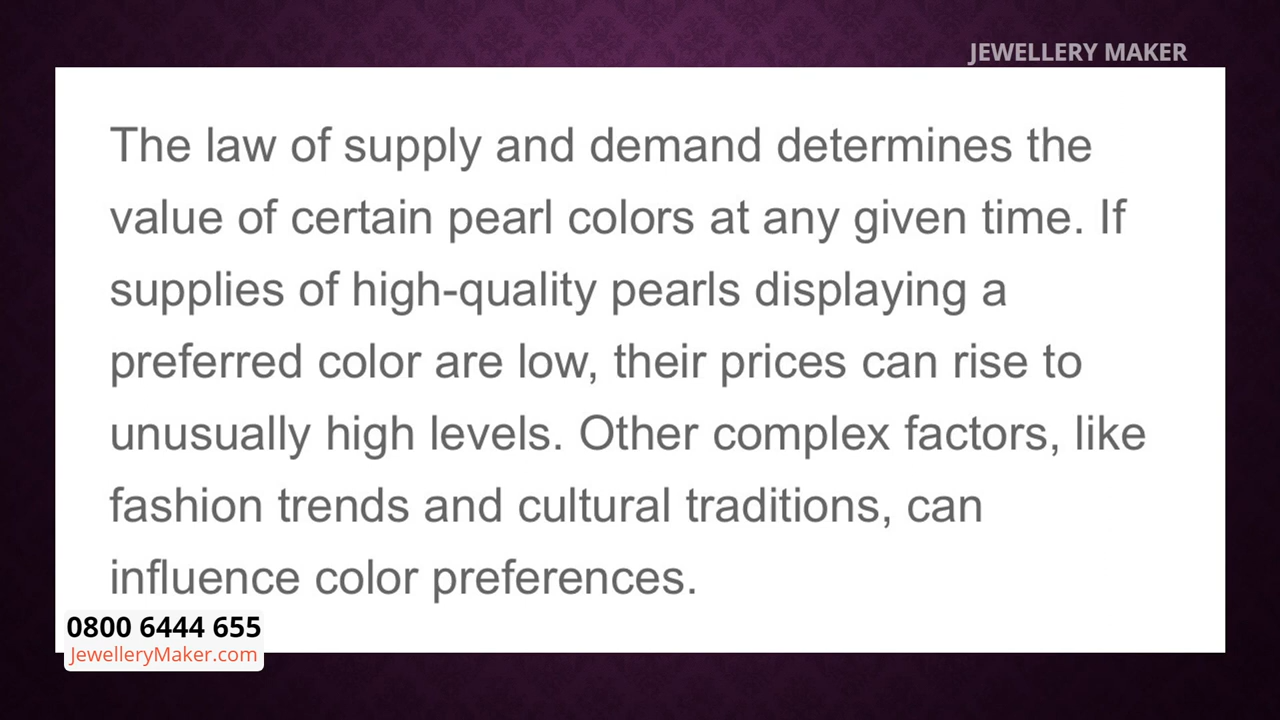 JEWELLERY MAKER
The law of supply and demand determines the
value of certain pearl colors at any given time. If
supplies of high-quality pearls displaying a
preferred color are low, their prices can rise to
unusually high levels. Other complex factors, like
fashion trends and cultural traditions, can
influence color preferences.
0800 6444 655
JewelleryMaker.com